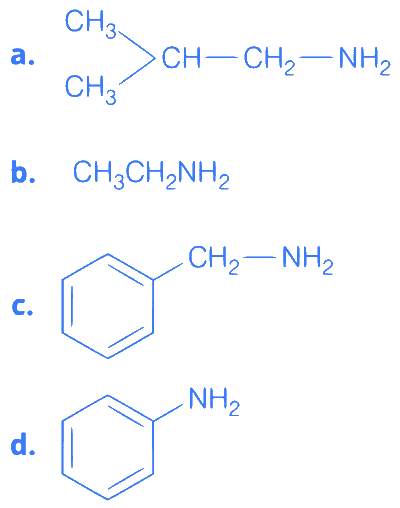 CH₃
a. CH—CH₂—NH₂
CH₃
b. CH₃CH₂NH₂
CH₂—NH₂
c.
NH₂
d.